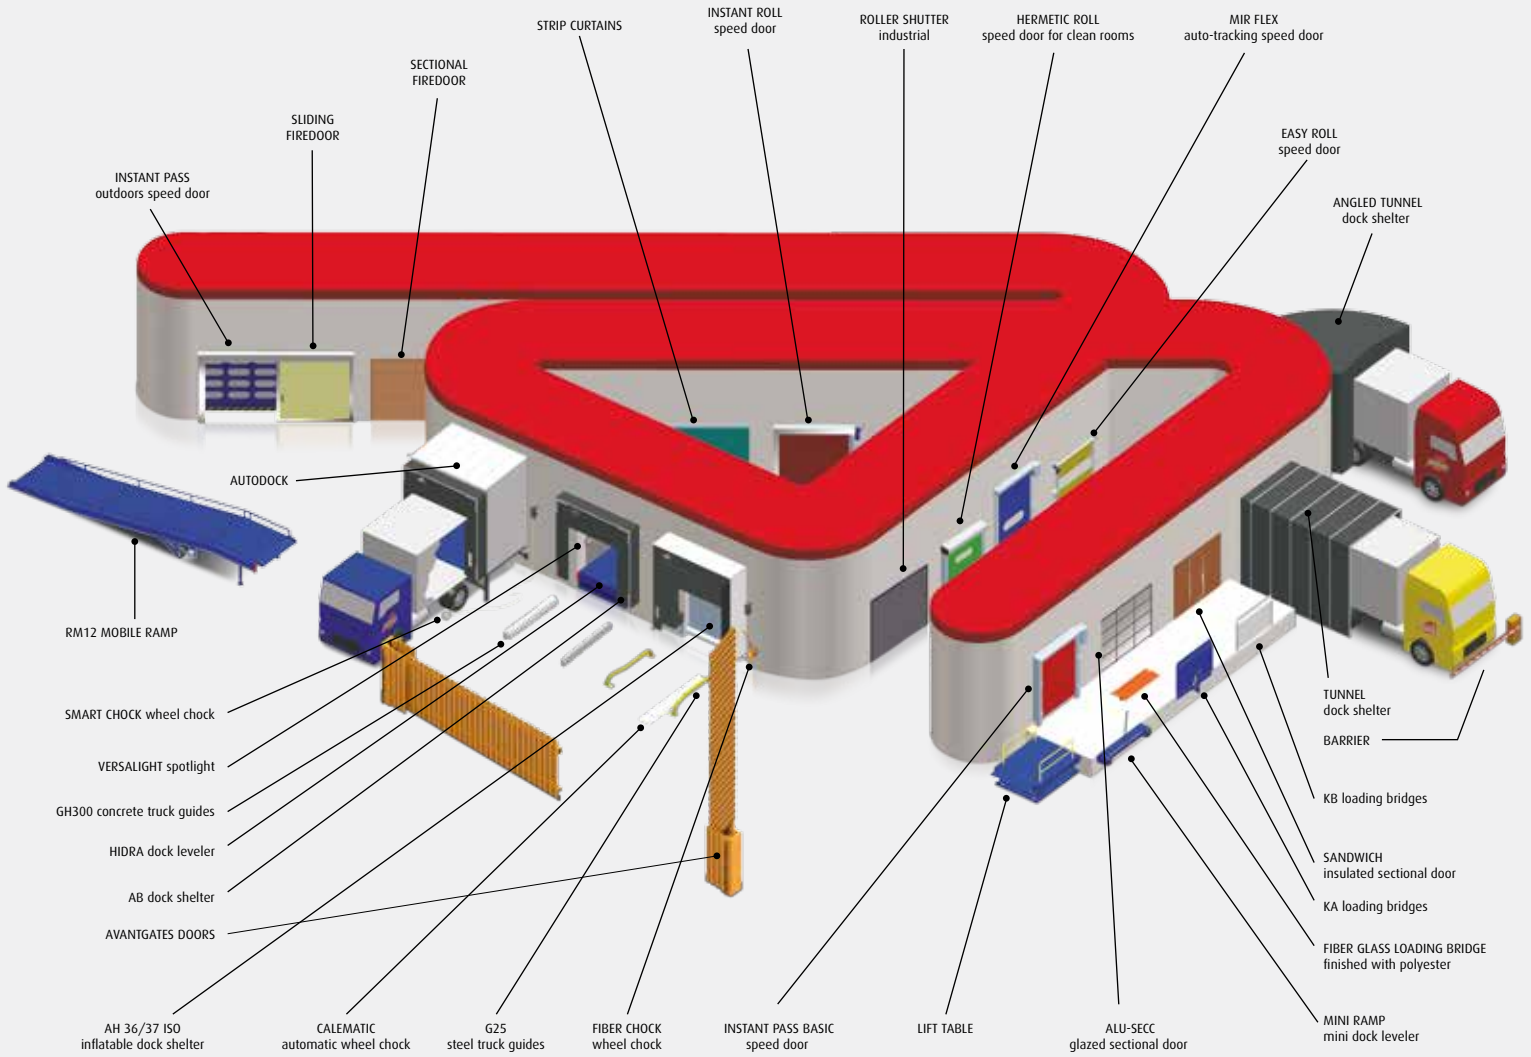 STRIP CURTAINS
INSTANT ROLL
speed door
ROLLER SHUTTER
industrial
HERMETIC ROLL
speed door for clean rooms
MIR FLEX
auto-tracking speed door
SECTIONAL
FIREDOOR
SLIDING
FIREDOOR
EASY ROLL
speed door
INSTANT PASS
outdoors speed door
ANGLED TUNNEL
dock shelter
AUTODOCK
RM12 MOBILE RAMP
SMART CHOCK wheel chock
VERSALIGHT spotlight
GH300 concrete truck guides
HIDRA dock leveler
AB dock shelter
AVANTGATES DOORS
TUNNEL
dock shelter
BARRIER
KB loading bridges
SANDWICH
insulated sectional door
KA loading bridges
FIBER GLASS LOADING BRIDGE
finished with polyester
MINI RAMP
mini dock leveler
AH 36/37 ISO
inflatable dock shelter
CALEMATIC
automatic wheel chock
G25
steel truck guides
FIBER CHOCK
wheel chock
INSTANT PASS BASIC
speed door
LIFT TABLE
ALU-SECC
glazed sectional door